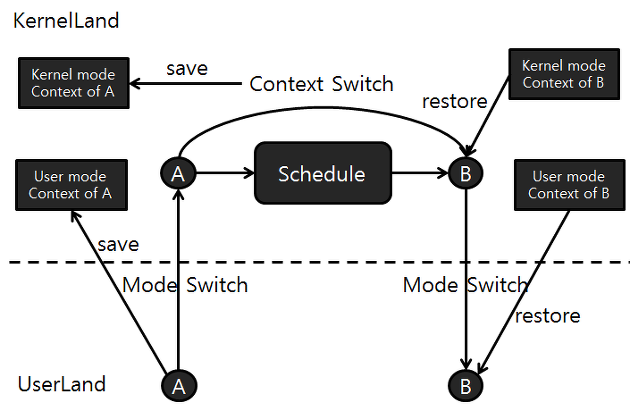 KernelLand
Kernel mode
Context of A
save
Context Switch
Kernel mode
Context of B
restore
User mode
Context of A
A
Schedule
B
User mode
Context of B
save
Mode Switch
Mode Switch
restore
UserLand
A
B